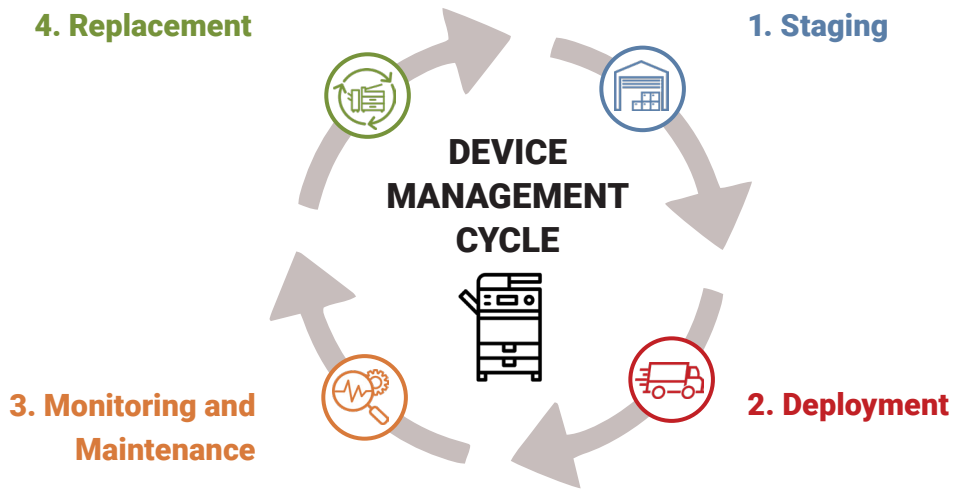 4. Replacement
1. Staging
DEVICE
MANAGEMENT
CYCLE
3. Monitoring and
Maintenance
2. Deployment